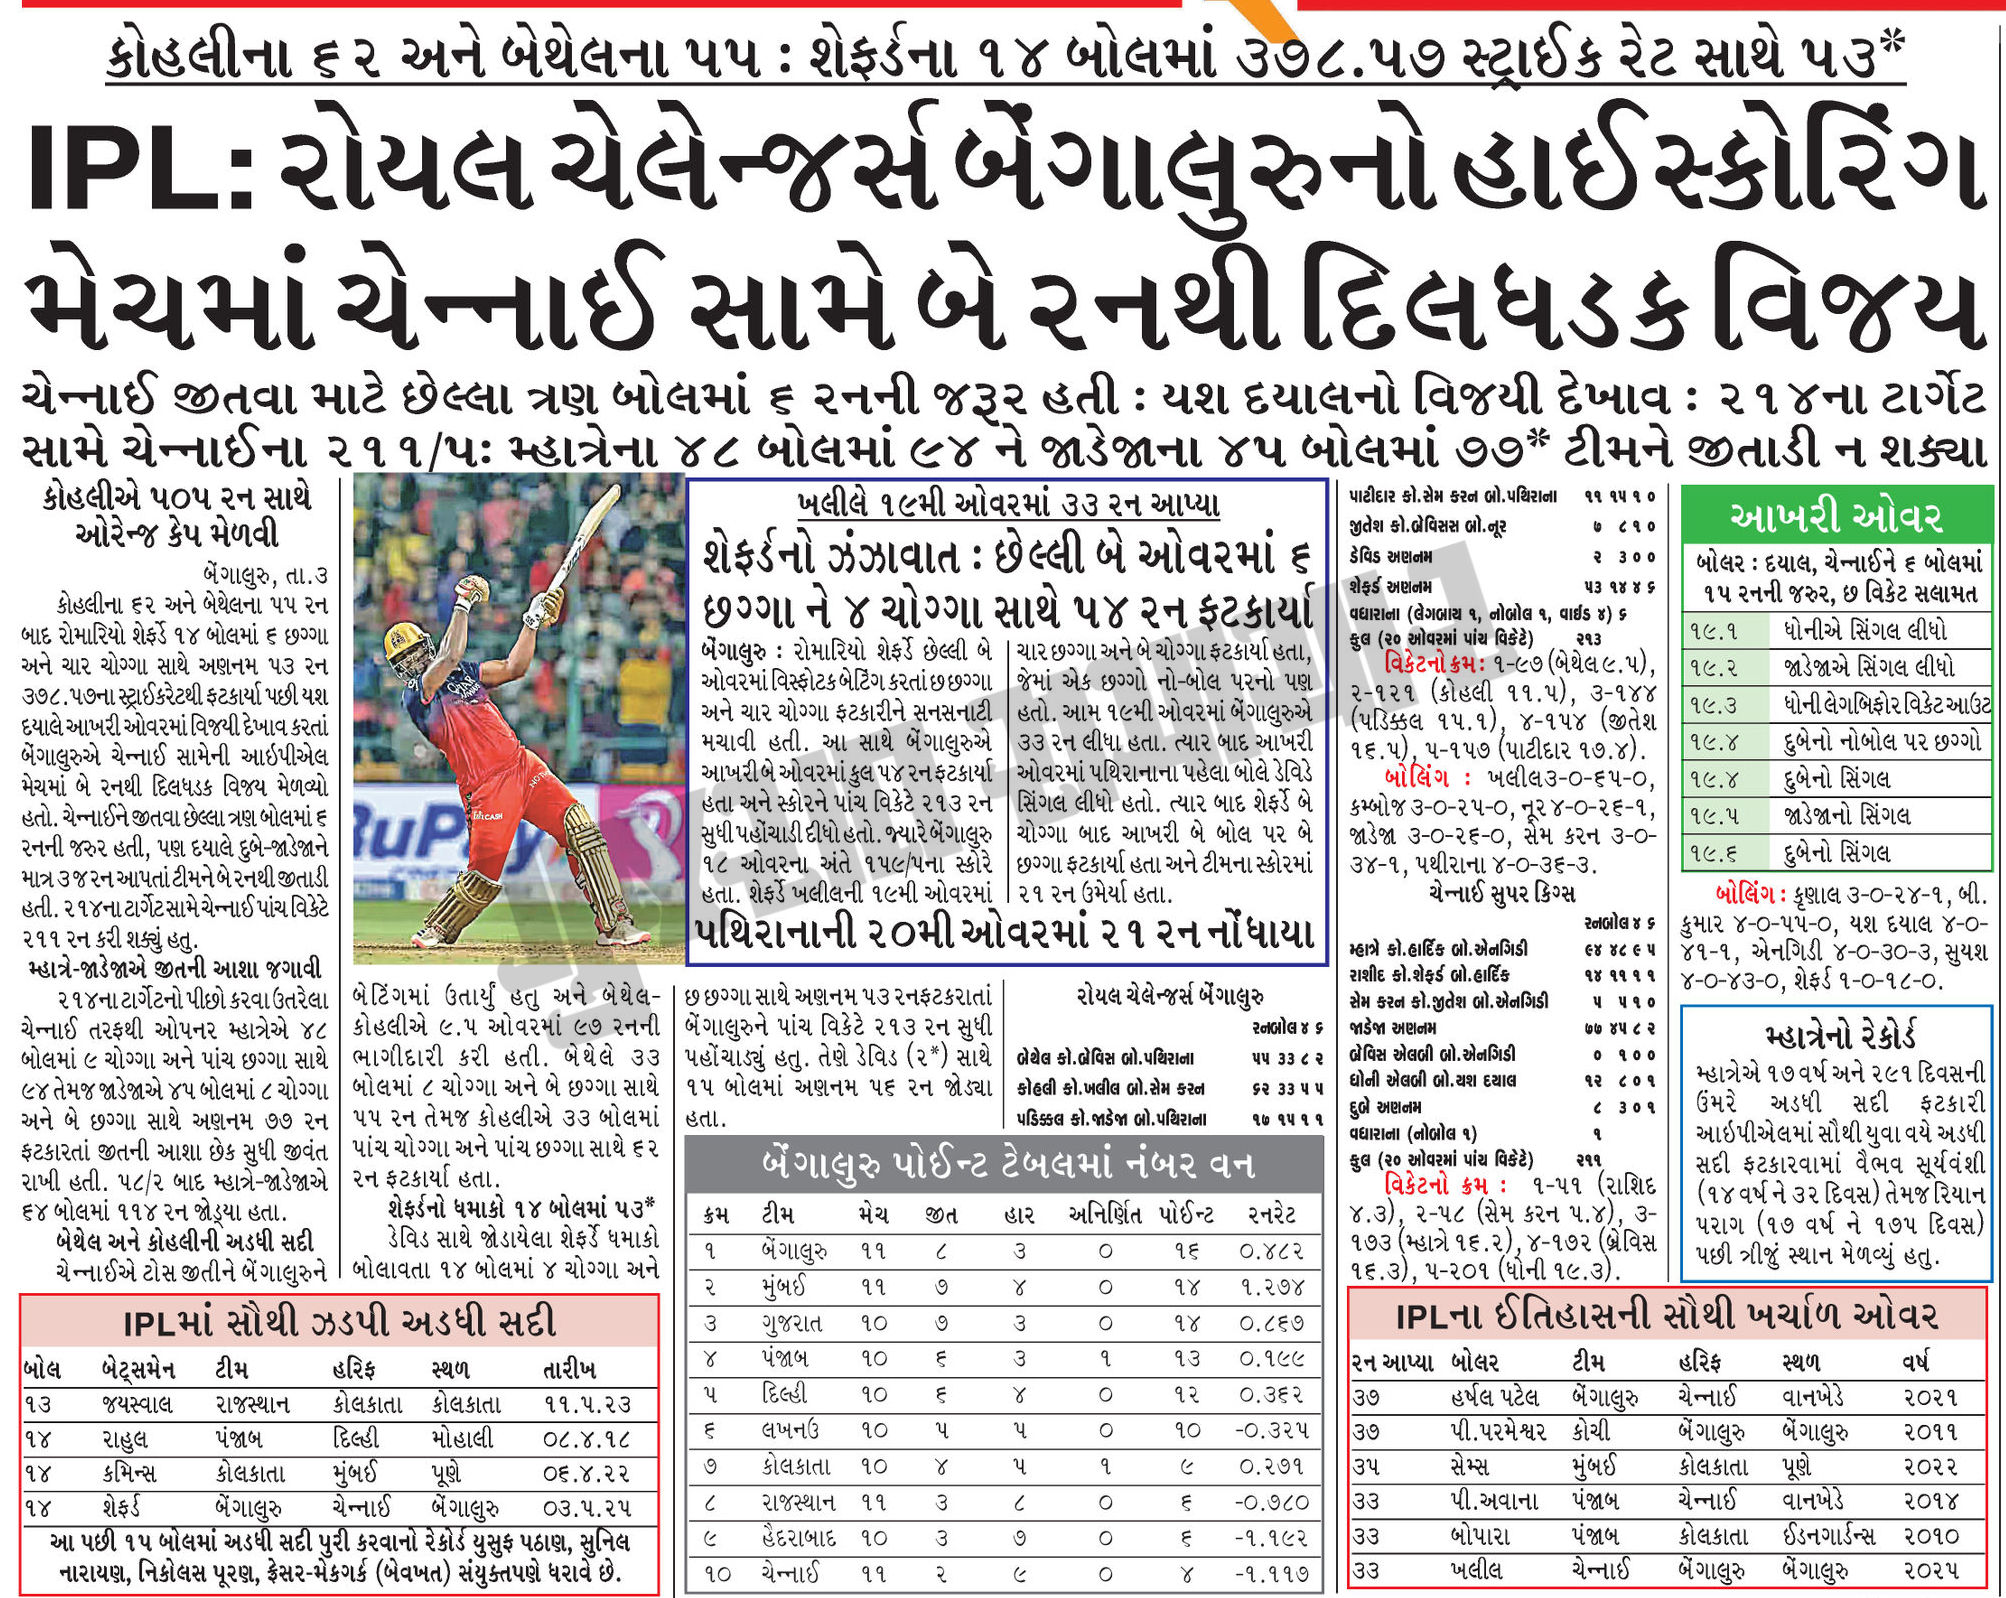 કોહલીના ૬૨ અને બેથેલના ૫૫ : શેફર્ડના ૧૪ બોલમાં ૩૭૮.૫૭ સ્ટ્રાઈક રેટ સાથે ૫૩*
IPL: રોયલ ચેલેન્જર્સ બેંગાલુરુનો હાઈ સ્કોરિંગ
મેચમાં ચેન્નાઈ સામે બે રનથી દિલધડક વિજય
ચેન્નાઈ જીતવા માટે છેલ્લા ત્રણ બોલમાં ૬ રનની જરૂર હતી : યશ દયાલનો વિજયી દેખાવ : ૨૧૪ના ટાર્ગેટ
સામે ચેન્નાઈના ૨૧૧/૫: મ્હાત્રેના ૪૮ બોલમાં ૯૪ ને જાડેજાના ૪૫ બોલમાં ૭૭* ટીમને જીતાડી ન શક્યા
કોહલીએ ૫૦૫ રન સાથે
ઓરેન્જ કેપ મેળવી
બેંગાલુરુ, તા.૩
કોહલીના ૬૨ અને બેથેલના ૫૫ રન
બાદ રોમારિયો શેફર્ડે ૧૪ બોલમાં ૬ છગ્ગા
અને ચાર ચોગ્ગા સાથે અણનમ ૫૩ રન
૩૭૮.૫૭ના સ્ટ્રાઈકરેટથી ફટકાર્યા પછી યશ
દયાલે આખરી ઓવરમાં વિજયી દેખાવ કરતાં
બેંગાલુરુએ ચેન્નાઈ સામેની આઇપીએલ
મેચમાં બે રનથી દિલધડક વિજય મેળવ્યો
હતો. ચેન્નાઈને જીતવા છેલ્લા ત્રણ બોલમાં ૬
રનની જરુર હતી, પણ દયાલે દુબે-જાડેજાને
માત્ર ૩ જ રન આપતાં ટીમને બે રનથી જીતાડી
હતી. ૨૧૪ના ટાર્ગેટ સામે ચેન્નાઈ પાંચ વિકેટે
૨૧૧ રન કરી શક્યું હતુ.
મ્હાત્રે-જાડેજાએ જીતની આશા જગાવી
૨૧૪ના ટાર્ગેટનો પીછો કરવા ઉતરેલા
ચેન્નાઈ તરફથી ઓપનર મ્હાત્રેએ ૪૮
બોલમાં ૯ ચોગ્ગા અને પાંચ છગ્ગા સાથે
૯૪ તેમજ જાડેજાએ ૪૫ બોલમાં ૮ ચોગ્ગા
અને બે છગ્ગા સાથે અણનમ ૭૭ રન
ફટકારતાં જીતની આશા છેક સુધી જીવંત
રાખી હતી. ૫૮/૨ બાદ મ્હાત્રે-જાડેજાએ
૬૪ બોલમાં ૧૧૪ રન જોડ્યા હતા.
બેથેલ અને કોહલીની અડધી સદી
ચેન્નાઈએ ટોસ જીતીને બેંગાલુરુને
બેટિંગમાં ઉતાર્યું હતુ અને બેથેલ-
કોહલીએ ૯.૫ ઓવરમાં ૯૭ રનની
ભાગીદારી કરી હતી. બેથેલે ૩૩
બોલમાં ૮ ચોગ્ગા અને બે છગ્ગા સાથે
૫૫ રન તેમજ કોહલીએ ૩૩ બોલમાં
પાંચ ચોગ્ગા અને પાંચ છગ્ગા સાથે ૬૨
રન ફટકાર્યા હતા.
શેફર્ડનો ધમાકો ૧૪ બોલમાં ૫૩*
ડેવિડ સાથે જોડાયેલા શેફર્ડે ધમાકો
બોલાવતા ૧૪ બોલમાં ૪ ચોગ્ગા અને
છ છગ્ગા સાથે અણનમ ૫૩ રન ફટકારતાં
બેંગાલુરુને પાંચ વિકેટે ૨૧૩ રન સુધી
પહોંચાડ્યું હતુ. તેણે ડેવિડ (૨*) સાથે
૧૫ બોલમાં અણનમ ૫૬ રન જોડ્યા
હતા.
ખલીલે ૧૯મી ઓવરમાં ૩૩ રન આપ્યા
શેફર્ડનો ઝંઝાવાત : છેલ્લી બે ઓવરમાં ૬
છગ્ગા ને ૪ ચોગ્ગા સાથે ૫૪ રન ફટકાર્યા
બેંગાલુરુ : રોમારિયો શેફર્ડે છેલ્લી બે
ઓવરમાં વિસ્ફોટક બેટિંગ કરતાં છ છગ્ગા
અને ચાર ચોગ્ગા ફટકારીને સનસનાટી
મચાવી હતી. આ સાથે બેંગાલુરુએ
આખરી બે ઓવરમાં કુલ ૫૪ રન ફટકાર્યા
હતા અને સ્કોરને પાંચ વિકેટે ૨૧૩ રન
સુધી પહોંચાડી દીધો હતો. જ્યારે બેંગાલુરુ
૧૮ ઓવરના અંતે ૧૫૯/૫ના સ્કોરે
હતા. શેફર્ડે ખલીલની ૧૯મી ઓવરમાં
ચાર છગ્ગા અને બે ચોગ્ગા ફટકાર્યા હતા,
જેમાં એક છગ્ગો નો-બોલ પરનો પણ
હતો. આમ ૧૯મી ઓવરમાં બેંગાલુરુએ
૩૩ રન લીધા હતા. ત્યાર બાદ આખરી
ઓવરમાં પથિરાનાના પહેલા બોલે ડેવિડે
સિંગલ લીધો હતો. ત્યાર બાદ શેફર્ડે બે
ચોગ્ગા બાદ આખરી બે બોલ પર બે
છગ્ગા ફટકાર્યા હતા અને ટીમના સ્કોરમાં
૨૧ રન ઉમેર્યા હતા.
પથિરાનાની ૨૦મી ઓવરમાં ૨૧ રન નોંધાયા
રોયલ ચેલેન્જર્સ બેંગાલુરુ
રન બોલ ૪ ૬
બેથેલ કો.બ્રેવિસ બો.પથિરાના ૫૫ ૩૩ ૮ ૨
કોહલી કો.ખલીલ બો.સેમ કરન ૬૨ ૩૩ ૫ ૫
પડિક્કલ કો.જાડેજા બો.પથિરાના ૧૭ ૧૫ ૧ ૧
પાટીદાર કો.સેમ કરન બો.પથિરાના ૧૧ ૧૫ ૧ ૦
જીતેશ કો.બ્રેવિસસ બો.નૂર ૭ ૮ ૧ ૦
ડેવિડ અણનમ ૨ ૩ ૦ ૦
શેફર્ડ અણનમ ૫૩ ૧૪ ૪ ૬
વધારાના (લેગબાય ૧, નોબોલ ૧, વાઇડ ૪) ૬
કુલ (૨૦ ઓવરમાં પાંચ વિકેટે) ૨૧૩
વિકેટનો ક્રમ: ૧-૯૭ (બેથેલ ૯.૫),
૨-૧૨૧ (કોહલી ૧૧.૫), ૩-૧૪૪
(પડિક્કલ ૧૫.૧), ૪-૧૫૪ (જીતેશ
૧૬.૫), ૫-૧૫૭ (પાટીદાર ૧૭.૪).
બોલિંગ : ખલીલ૩-૦-૬૫-૦,
કમ્બોજ ૩-૦-૨૫-૦, નૂર ૪-૦-૨૬-૧,
જાડેજા ૩-૦-૨૬-૦, સેમ કરન ૩-૦-
૩૪-૧, પથીરાના ૪-૦-૩૬-૩.
ચેન્નાઈ સુપર કિંગ્સ
રન બોલ ૪ ૬
મ્હાત્રે કો.હાર્દિક બો.એનગિડી ૯૪ ૪૮ ૯ ૫
રાશીદ કો.શેફર્ડ બો.હાર્દિક ૧૪ ૧૧ ૧ ૧
સેમ કરન કો.જીતેશ બો.એનગિડી ૫ ૫ ૧ ૦
જાડેજા અણનમ ૭૭ ૪૫ ૮ ૨
બ્રેવિસ એલબી બો.એનગિડી ૦ ૧ ૦ ૦
ધોની એલબી બો.યશ દયાલ ૧૨ ૮ ૦ ૧
દુબે અણનમ ૮ ૩ ૦ ૧
વધારાના (નોબોલ ૧) ૧
કુલ (૨૦ ઓવરમાં પાંચ વિકેટે) ૨૧૧
વિકેટનો ક્રમ : ૧-૫૧ (રાશિદ
૪.૩), ૨-૫૮ (સેમ કરન ૫.૪), ૩-
૧૭૩ (મ્હાત્રે ૧૬.૨), ૪-૧૭૨ (બ્રેવિસ
૧૬.૩), ૫-૨૦૧ (ધોની ૧૯.૩).
આખરી ઓવર
બોલર : દયાલ, ચેન્નાઈને ૬ બોલમાં
૧૫ રનની જરુર, છ વિકેટ સલામત
૧૯.૧ ધોનીએ સિંગલ લીધો
૧૯.૨ જાડેજાએ સિંગલ લીધો
૧૯.૩ ધોની લેગબિફોર વિકેટ આઉટ
૧૯.૪ દુબેનો નોબોલ પર છગ્ગો
૧૯.૪ દુબેનો સિંગલ
૧૯.૫ જાડેજાનો સિંગલ
૧૯.૬ દુબેનો સિંગલ
બોલિંગ : કૃણાલ ૩-૦-૨૪-૧, બી.
કુમાર ૪-૦-૫૫-૦, યશ દયાલ ૪-૦-
૪૧-૧, એનગિડી ૪-૦-૩૦-૩, સુયશ
૪-૦-૪૩-૦, શેફર્ડ ૧-૦-૧૮-૦.
મ્હાત્રેનો રેકોર્ડ
મ્હાત્રેએ ૧૭ વર્ષ અને ૨૯૧ દિવસની
ઉંમરે અડધી સદી ફટકારી
આઇપીએલમાં સૌથી યુવા વયે અડધી
સદી ફટકારવામાં વૈભવ સૂર્યવંશી
(૧૪ વર્ષ ને ૩૨ દિવસ) તેમજ રિયાન
પરાગ (૧૭ વર્ષ ને ૧૭૫ દિવસ)
પછી ત્રીજું સ્થાન મેળવ્યું હતુ.
બેંગાલુરુ પોઈન્ટ ટેબલમાં નંબર વન
ક્રમ ટીમ મેચ જીત હાર અનિર્ણિત પોઈન્ટ રનરેટ
૧ બેંગાલુરુ ૧૧ ૮ ૩ ૦ ૧૬ ૦.૪૮૨
૨ મુંબઈ ૧૧ ૭ ૪ ૦ ૧૪ ૧.૨૭૪
૩ ગુજરાત ૧૦ ૭ ૩ ૦ ૧૪ ૦.૮૬૭
૪ પંજાબ ૧૦ ૬ ૩ ૧ ૧૩ ૦.૧૯૯
૫ દિલ્હી ૧૦ ૬ ૪ ૦ ૧૨ ૦.૩૬૨
૬ લખનઉ ૧૦ ૫ ૫ ૦ ૧૦ -૦.૩૨૫
૭ કોલકાતા ૧૦ ૪ ૫ ૧ ૯ ૦.૨૭૧
૮ રાજસ્થાન ૧૧ ૩ ૮ ૦ ૬ -૦.૭૮૦
૯ હૈદરાબાદ ૧૦ ૩ ૭ ૦ ૬ -૧.૧૯૨
૧૦ ચેન્નાઈ ૧૧ ૨ ૯ ૦ ૪ -૧.૧૧૭
IPLમાં સૌથી ઝડપી અડધી સદી
બોલ બેટ્સમેન ટીમ હરિફ સ્થળ તારીખ
૧૩ જયસ્વાલ રાજસ્થાન કોલકાતા કોલકાતા ૧૧.૫.૨૩
૧૪ રાહુલ પંજાબ દિલ્હી મોહાલી ૦૮.૪.૧૮
૧૪ કમિન્સ કોલકાતા મુંબઈ પૂણે ૦૬.૪.૨૨
૧૪ શેફર્ડ બેંગાલુરુ ચેન્નાઈ બેંગાલુરુ ૦૩.૫.૨૫
આ પછી ૧૫ બોલમાં અડધી સદી પુરી કરવાનો રેકોર્ડ યુસુફ પઠાણ, સુનિલ
નારાયણ, નિકોલસ પૂરણ, ફ્રેસર-મેકગર્ક (બેવખત) સંયુક્તપણે ધરાવે છે.
IPLના ઈતિહાસની સૌથી ખર્ચાળ ઓવર
રન આપ્યા બોલર ટીમ હરિફ સ્થળ વર્ષ
૩૭ હર્ષલ પટેલ બેંગાલુરુ ચેન્નાઈ વાનખેડે ૨૦૨૧
૩૭ પી.પરમેશ્વર કોચી બેંગાલુરુ બેંગાલુરુ ૨૦૧૧
૩૫ સેમ્સ મુંબઈ કોલકાતા પૂણે ૨૦૨૨
૩૩ પી.અવાના પંજાબ ચેન્નાઈ વાનખેડે ૨૦૧૪
૩૩ બોપારા પંજાબ કોલકાતા ઈડનગાર્ડન્સ ૨૦૧૦
૩૩ ખલીલ ચેન્નાઈ બેંગાલુરુ બેંગાલુરુ ૨૦૨૫